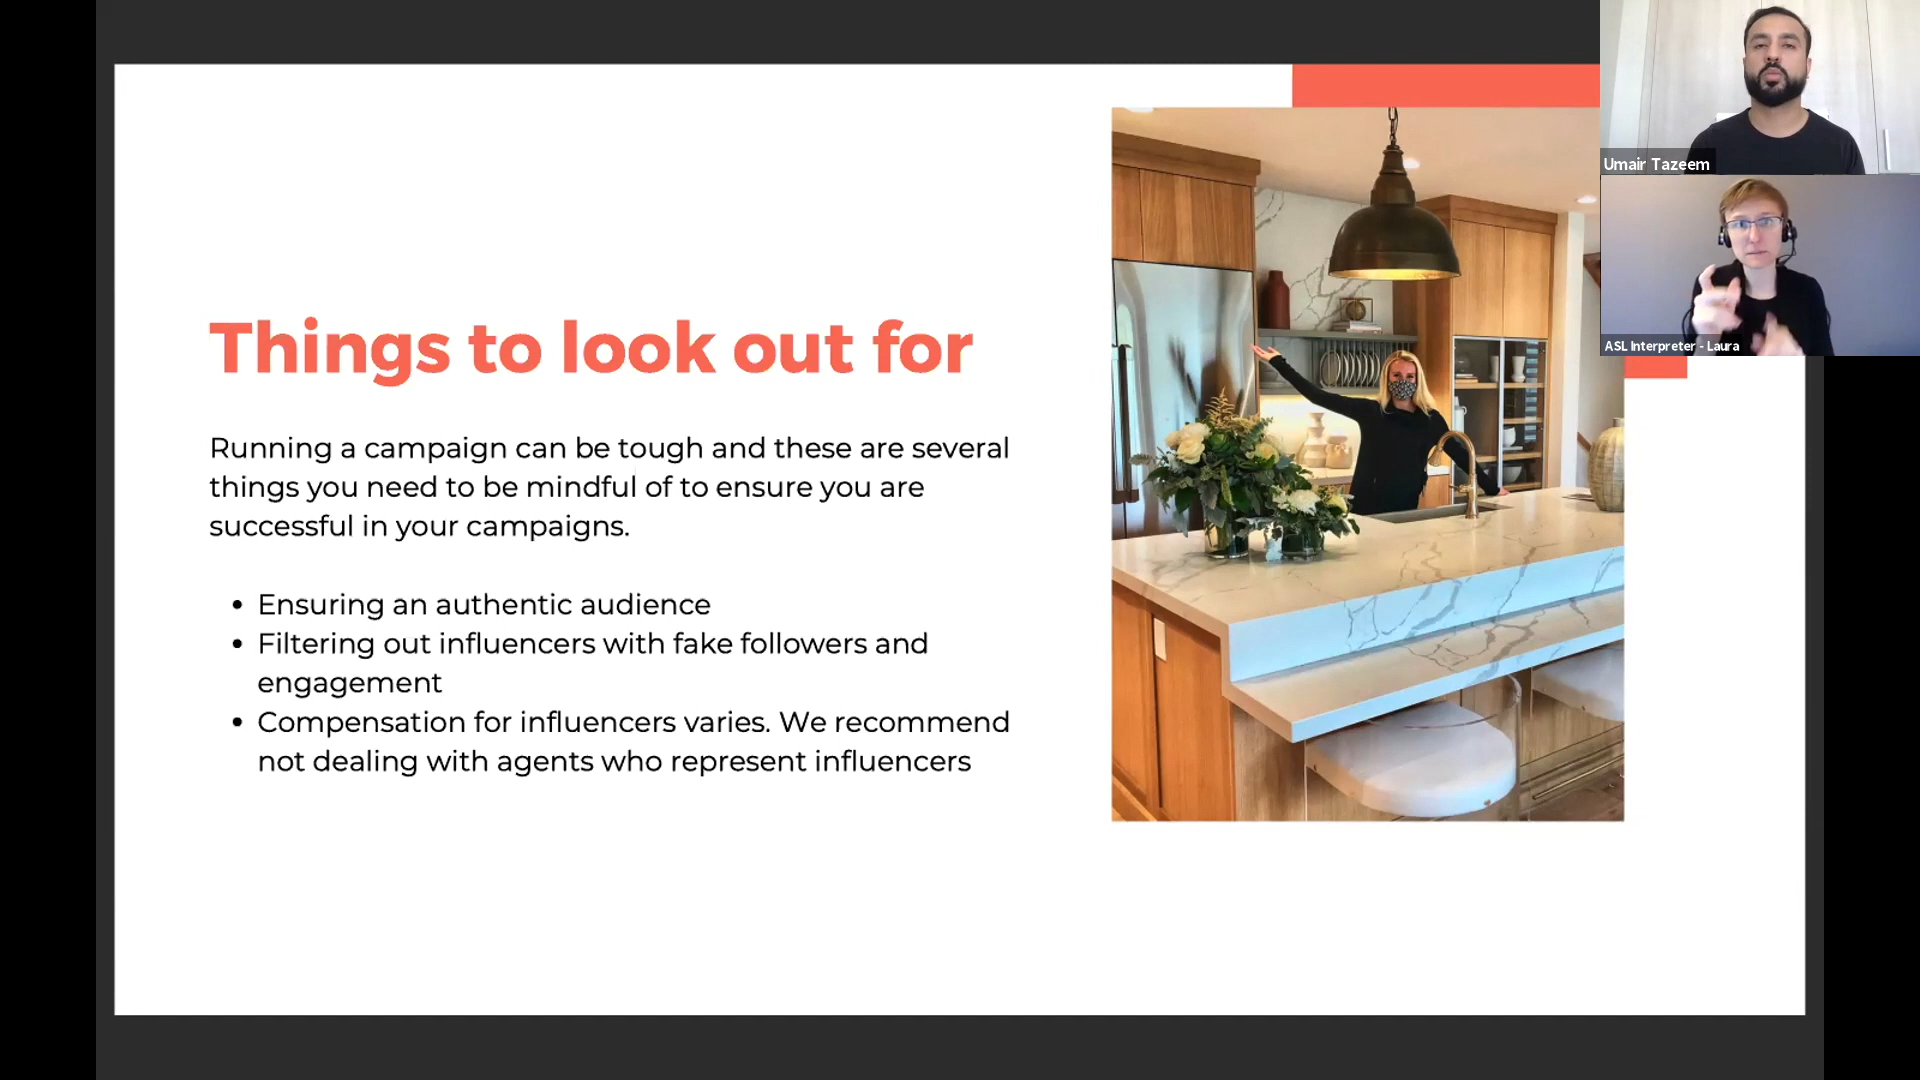 Things to look out for
Running a campaign can be tough and these are several
things you need to be mindful of to ensure you are
successful in your campaigns.
• Ensuring an authentic audience
• Filtering out influencers with fake followers and
engagement
• Compensation for influencers varies. We recommend
not dealing with agents who represent influencers
Umair Tazeem
ASL Interpreter - Laura